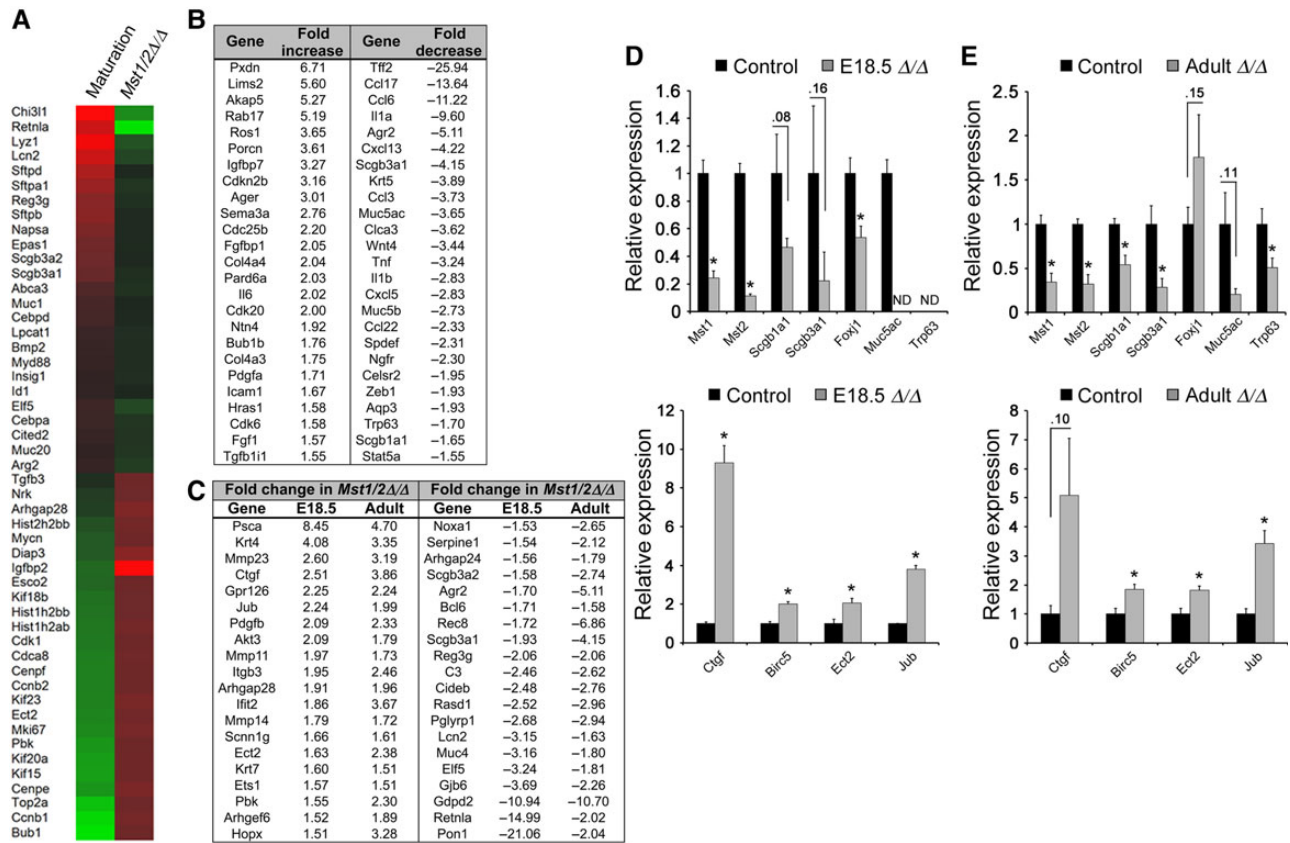 A
Maturation
Mst1/2Δ/Δ
Chi3l1
Retnla
Lyz1
Lcn2
Sftpd
Sftpa1
Reg3g
Sftpb
Napsa
Epas1
Scgb3a2
Scgb3a1
Abca3
Muc1
Cebpd
Lpcat1
Bmp2
Myd88
Insig1
Id1
Elf5
Cebpa
Cited2
Muc20
Arg2
Tgfb3
Nrk
Arhgap28
Hist2h2bb
Mycn
Diap3
Igfbp2
Esco2
Kif18b
Hist1h2bb
Hist1h2ab
Cdk1
Cdca8
Cenpf
Ccnb2
Kif23
Ect2
Mki67
Pbk
Kif20a
Kif15
Cenpe
Top2a
Ccnb1
Bub1
B
Gene Fold increase Gene Fold decrease
Pxdn 6.71 Tff2 –25.94
Lims2 5.60 Ccl17 –13.64
Akap5 5.27 Ccl6 –11.22
Rab17 5.19 Il1a –9.60
Ros1 3.65 Agr2 –5.11
Porcn 3.61 Cxcl13 –4.22
Igfbp7 3.27 Scgb3a1 –4.15
Cdkn2b 3.16 Krt5 –3.89
Ager 3.01 Ccl3 –3.73
Sema3a 2.76 Muc5ac –3.65
Cdc25b 2.20 Clca3 –3.62
Fgfbp1 2.05 Wnt4 –3.44
Col4a4 2.04 Tnf –3.24
Pard6a 2.03 Il1b –2.83
Il6 2.02 Cxcl5 –2.83
Cdk20 2.00 Muc5b –2.73
Ntn4 1.92 Ccl22 –2.33
Bub1b 1.76 Spdef –2.31
Col4a3 1.75 Ngfr –2.30
Pdgfa 1.71 Celsr2 –1.95
Icam1 1.67 Zeb1 –1.93
Hras1 1.58 Aqp3 –1.93
Cdk6 1.58 Trp63 –1.70
Fgf1 1.57 Scgb1a1 –1.65
Tgfb1i1 1.55 Stat5a –1.55
C
Fold change in Mst1/2Δ/Δ Fold change in Mst1/2Δ/Δ
Gene E18.5 Adult Gene E18.5 Adult
Psca 8.45 4.70 Noxa1 –1.53 –2.65
Krt4 4.08 3.35 Serpine1 –1.54 –2.12
Mmp23 2.60 3.19 Arhgap24 –1.56 –1.79
Ctgf 2.51 3.86 Scgb3a2 –1.58 –2.74
Gpr126 2.25 2.24 Agr2 –1.70 –5.11
Jub 2.24 1.99 Bcl6 –1.71 –1.58
Pdgfb 2.09 2.33 Rec8 –1.72 –6.86
Akt3 2.09 1.79 Scgb3a1 –1.93 –4.15
Mmp11 1.97 1.73 Reg3g –2.06 –2.06
Itgb3 1.95 2.46 C3 –2.46 –2.62
Arhgap28 1.91 1.96 Cideb –2.48 –2.76
Ifit2 1.86 3.67 Rasd1 –2.52 –2.96
Mmp14 1.79 1.72 Pglyrp1 –2.68 –2.94
Scnn1g 1.66 1.61 Lcn2 –3.15 –1.63
Ect2 1.63 2.38 Muc4 –3.16 –1.80
Krt7 1.60 1.51 Elf5 –3.24 –1.81
Ets1 1.57 1.51 Gjb6 –3.69 –2.26
Pbk 1.55 2.30 Gdpd2 –10.94 –10.70
Arhgef6 1.52 1.89 Retnla –14.99 –2.02
Hopx 1.51 3.28 Pon1 –21.06 –2.04
D
Control E18.5 Δ/Δ
Relative expression
1.6
1.4
1.2
1
0.8
0.6
0.4
0.2
0
.08
.16
* * * ND ND
Mst1 Mst2 Scgb1a1 Scgb3a1 Foxj1 Muc5ac Trp63
Control E18.5 Δ/Δ
Relative expression
12
10
8
6
4
2
0
* * * *
Ctgf Birc5 Ect2 Jub
E
Control Adult Δ/Δ
Relative expression
2.5
2.0
1.5
1
0.5
0
.15
.11
* * * * *
Mst1 Mst2 Scgb1a1 Scgb3a1 Foxj1 Muc5ac Trp63
Control Adult Δ/Δ
Relative expression
8
7
6
5
4
3
2
1
0
.10
* * *
Ctgf Birc5 Ect2 Jub